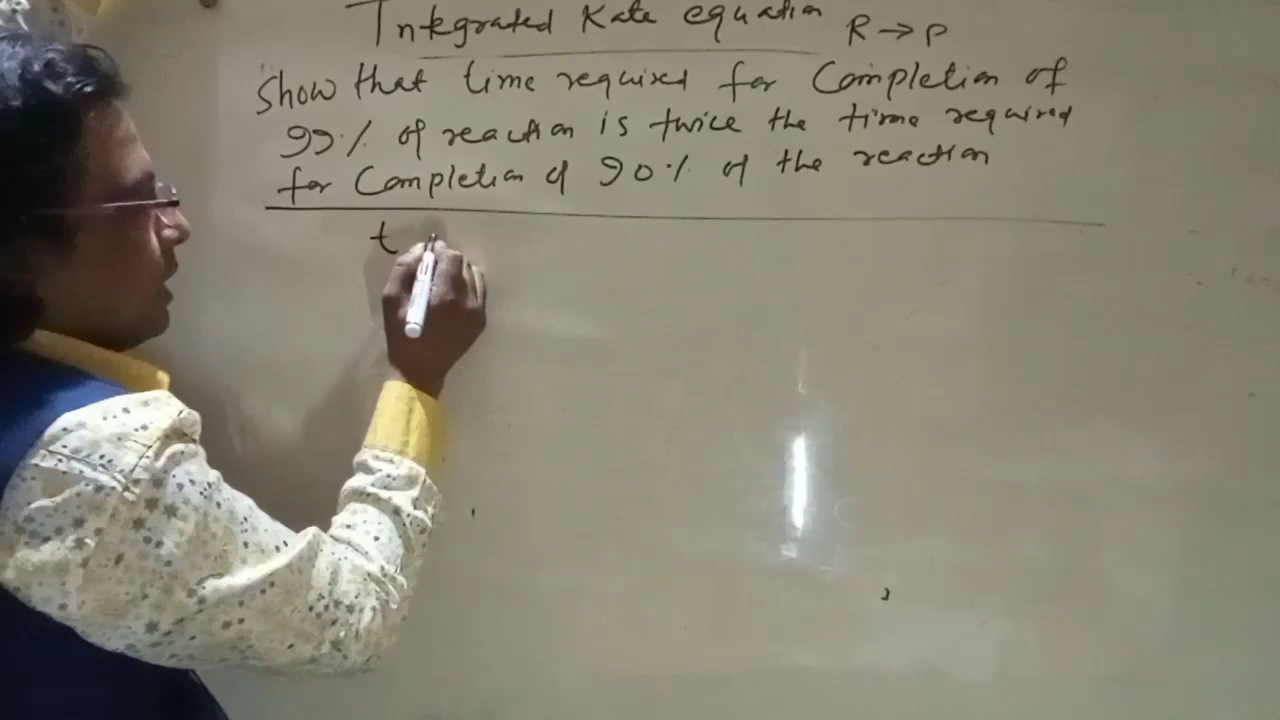 Integrated Rate equation R → P
Show that time required for Completion of
99% of reaction is twice the time required
for Completion of 90% of the reaction
t